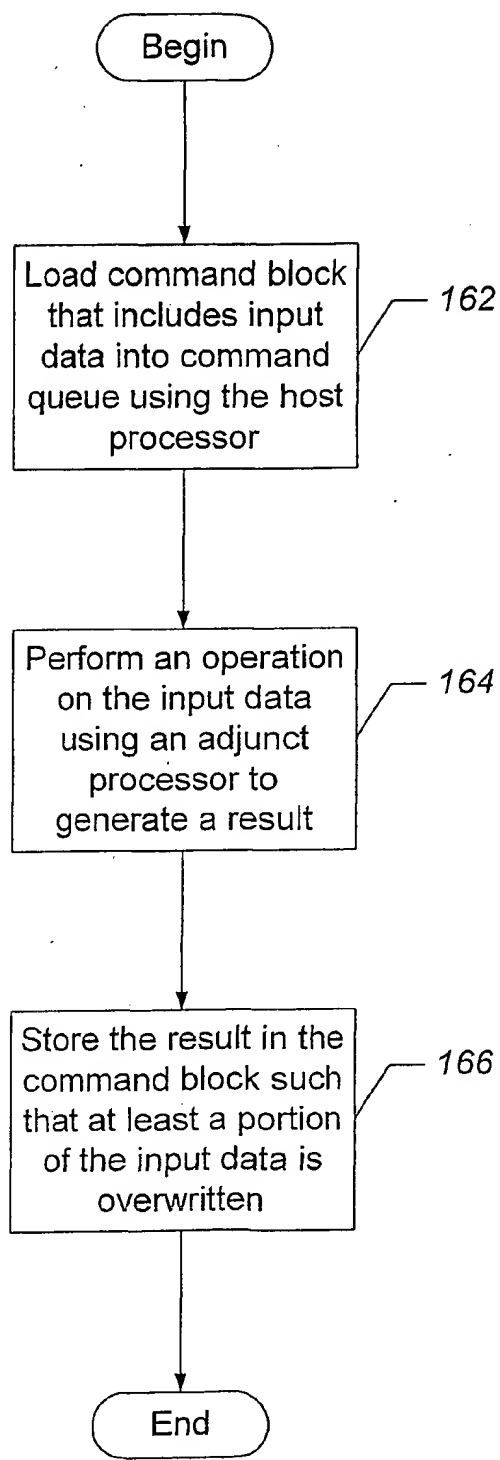 Begin
Load command block
that includes input
data into command
queue using the host
processor
162
Perform an operation
on the input data
using an adjunct
processor to
generate a result
164
Store the result in the
command block such
that at least a portion
of the input data is
overwritten
166
End